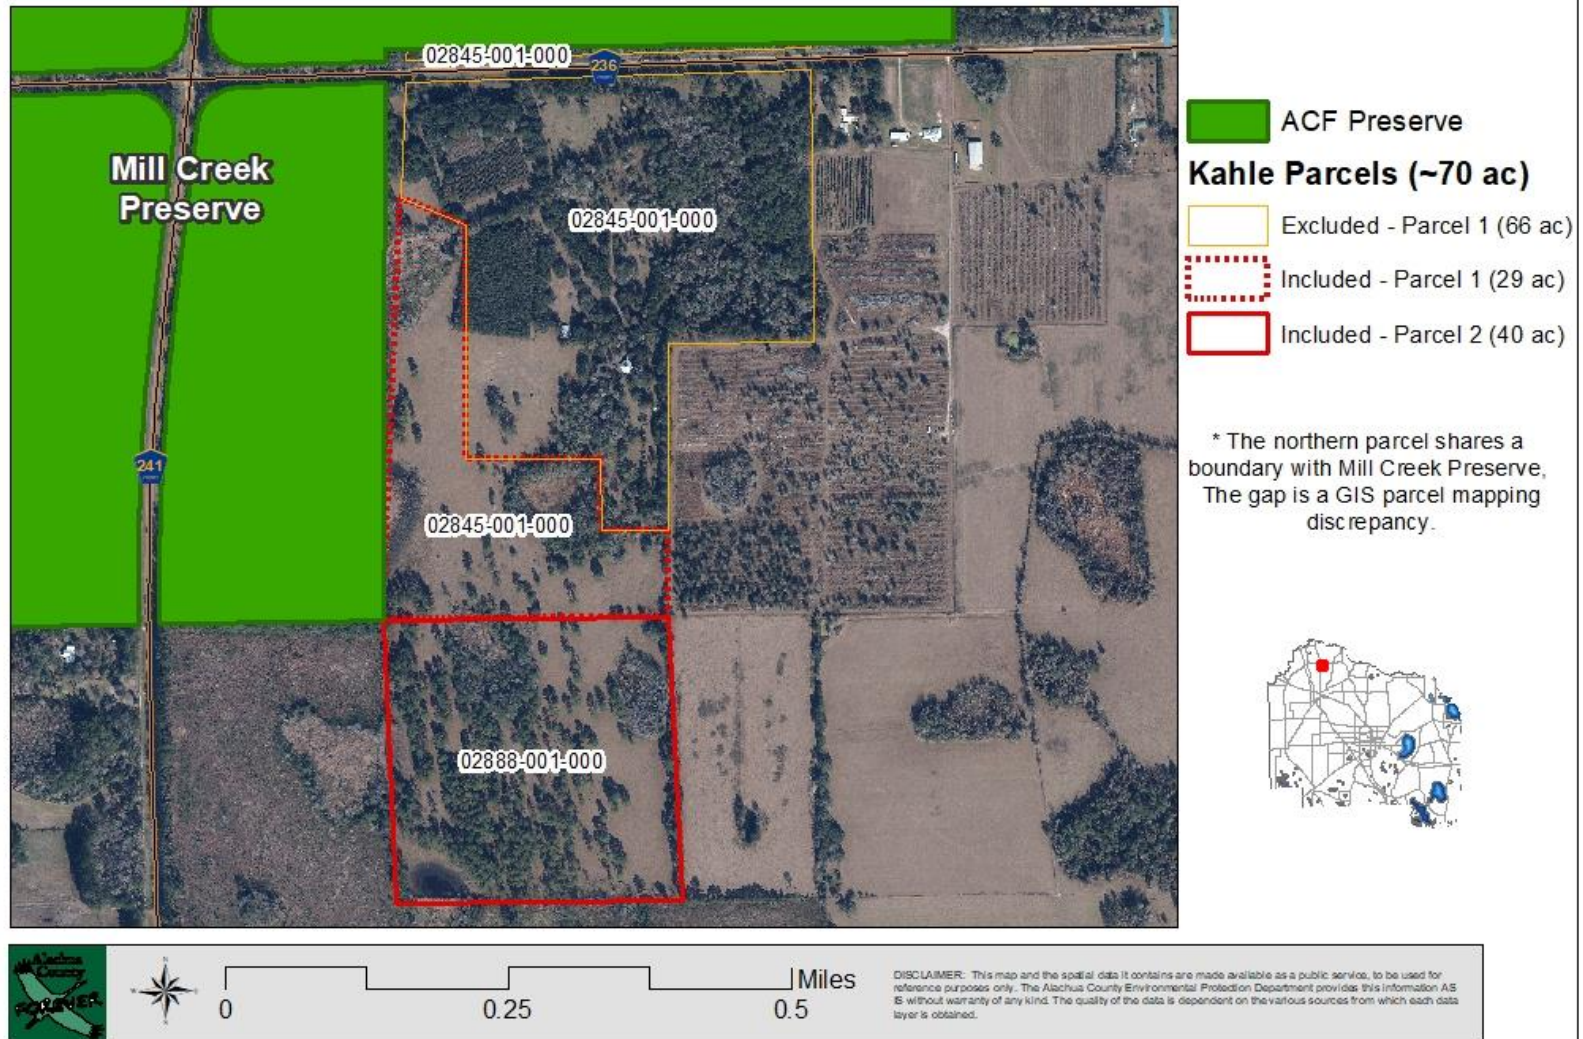 02845-001-000
236
Mill Creek
Preserve
02845-001-000
241
02845-001-000
02888-001-000
ACF Preserve
Kahle Parcels (~70 ac)
Excluded - Parcel 1 (66 ac)
Included - Parcel 1 (29 ac)
Included - Parcel 2 (40 ac)
* The northern parcel shares a
boundary with Mill Creek Preserve,
The gap is a GIS parcel mapping
discrepancy.
Alachua
County
FOREVER
N
0
0.25
0.5
Miles
DISCLAIMER: This map and the spatial data it contains are made available as a public service, to be used for
reference purposes only. The Alachua County Environmental Protection Department provides this information AS
IS without warranty of any kind. The quality of the data is dependent on the various sources from which each data
layer is obtained.